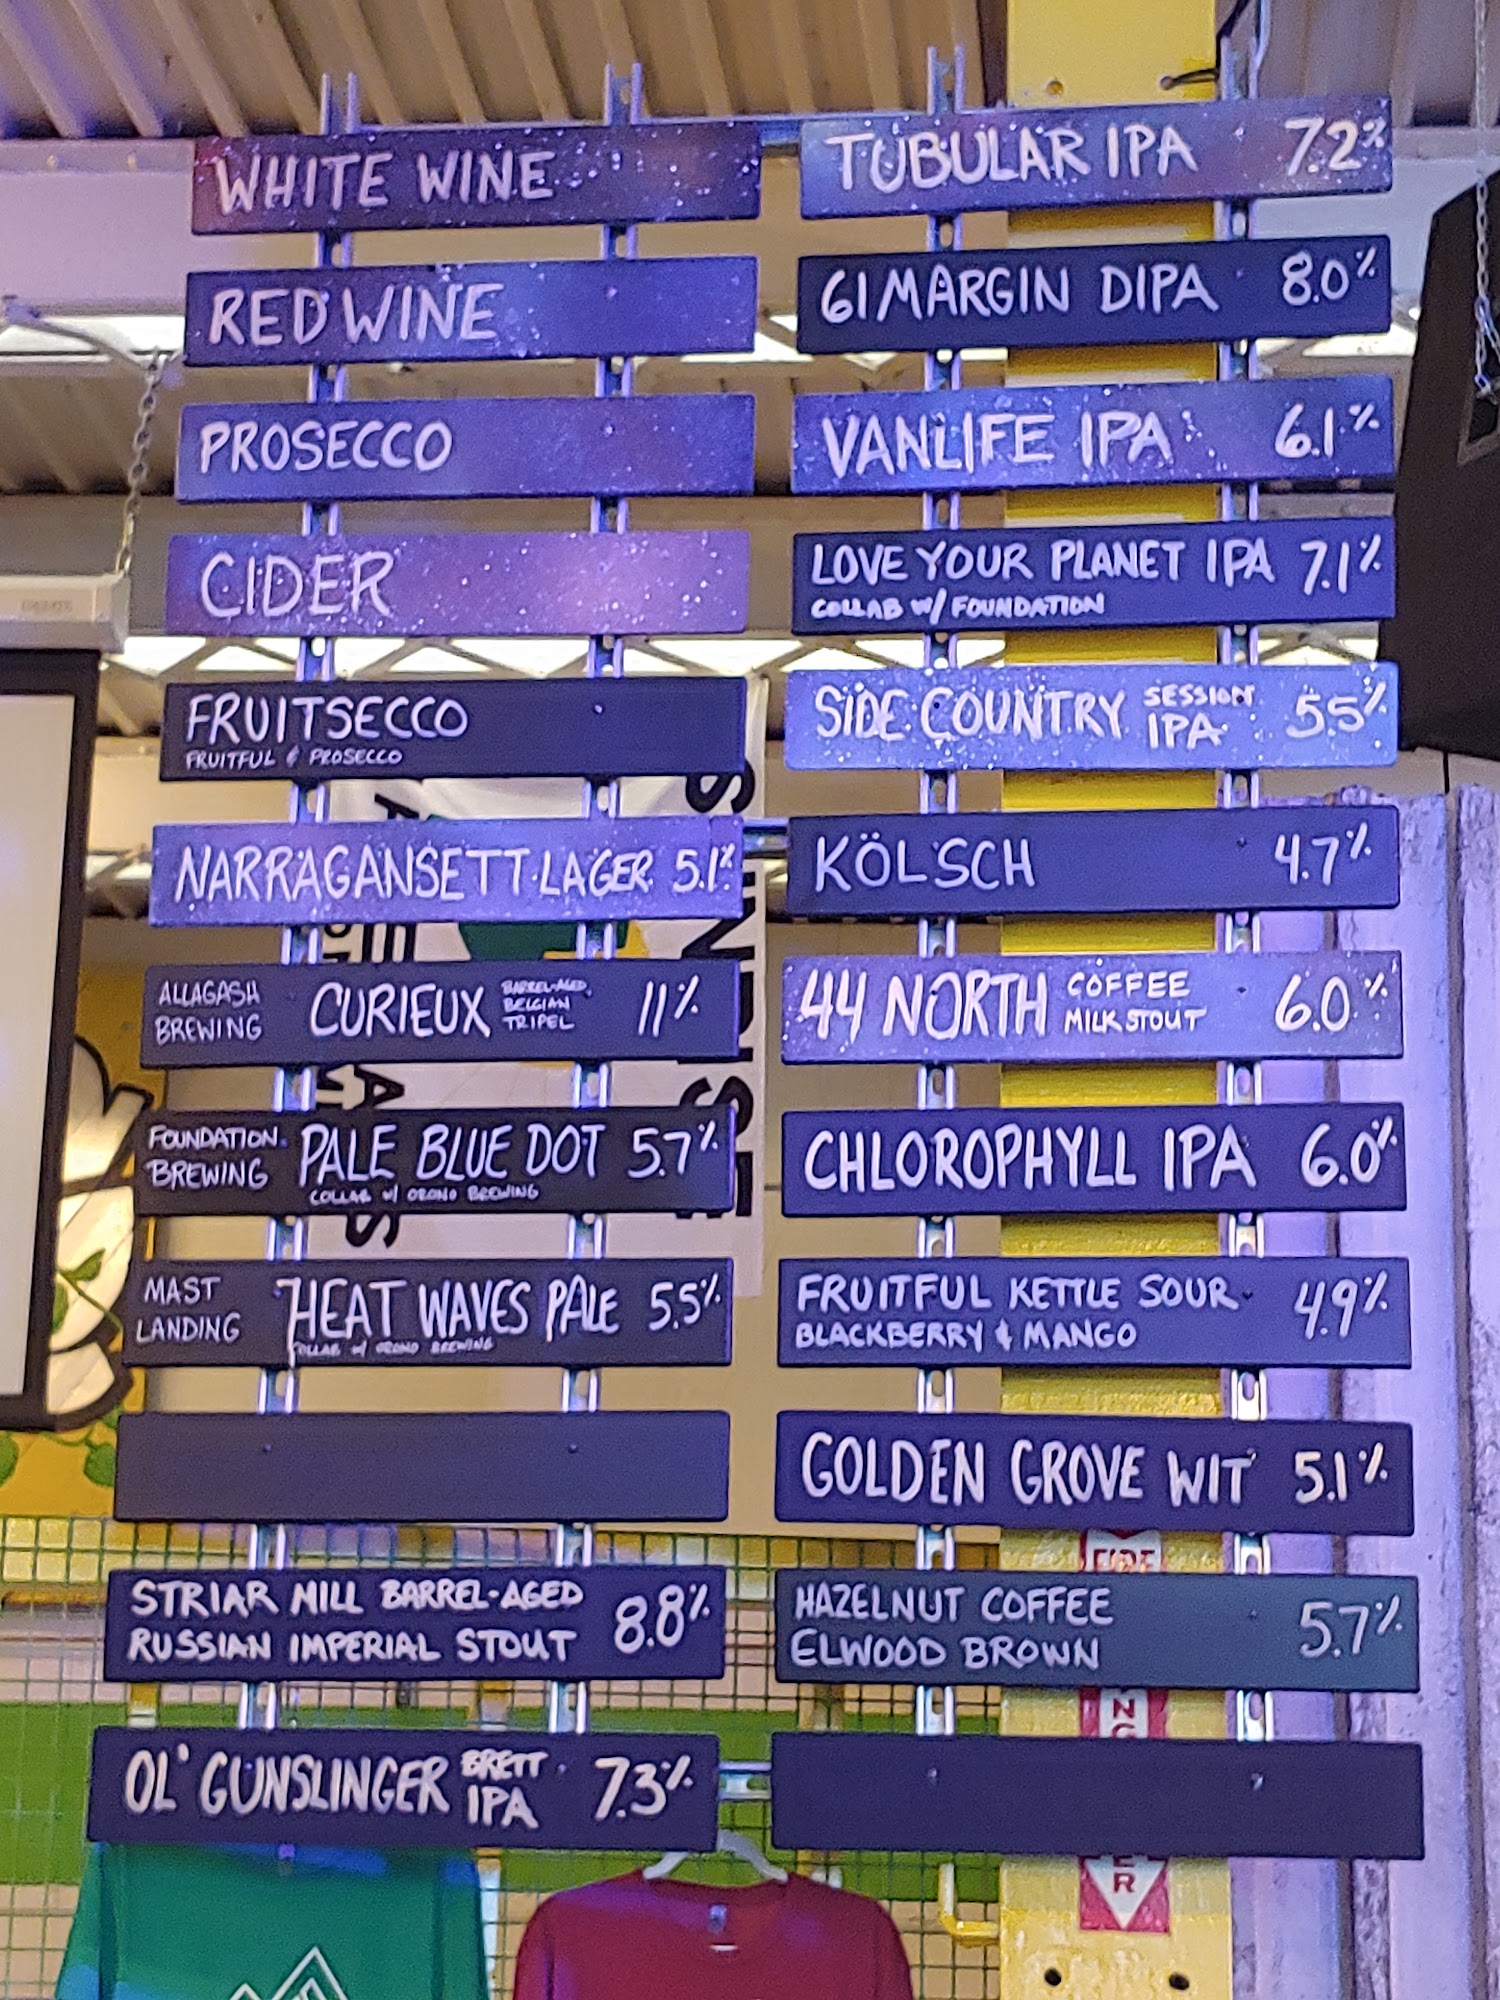 WHITE WINE
RED WINE
PROSECCO
CIDER
FRUITSECCO
FRUITFUL & PROSECCO
NARRAGANSETT LAGER 5.1%
ALLAGASH BREWING
CURIEUX
BARREL-AGED
BELGIAN
TRIPEL
11%
FOUNDATION
BREWING
PALE BLUE DOT 5.7%
COLLAB W/ ORONO BREWING
MAST
LANDING
HEAT WAVES PALE 5.5%
COLLAB W/ ORONO BREWING
STRIAR MILL BARREL-AGED
RUSSIAN IMPERIAL STOUT
8.8%
OL' GUNSLINGER BRETT
IPA
7.3%
TUBULAR IPA 7.2%
61 MARGIN DIPA 8.0%
VANLIFE IPA 6.1%
LOVE YOUR PLANET IPA 7.1%
COLLAB W/ FOUNDATION
SIDE COUNTRY SESSION
IPA
5.5%
KÖLSCH 4.7%
44 NORTH COFFEE
MILK STOUT
6.0%
CHLOROPHYLL IPA 6.0%
FRUITFUL KETTLE SOUR
BLACKBERRY & MANGO
4.9%
GOLDEN GROVE WIT 5.1%
HAZELNUT COFFEE
ELWOOD BROWN
5.7%
FIRE